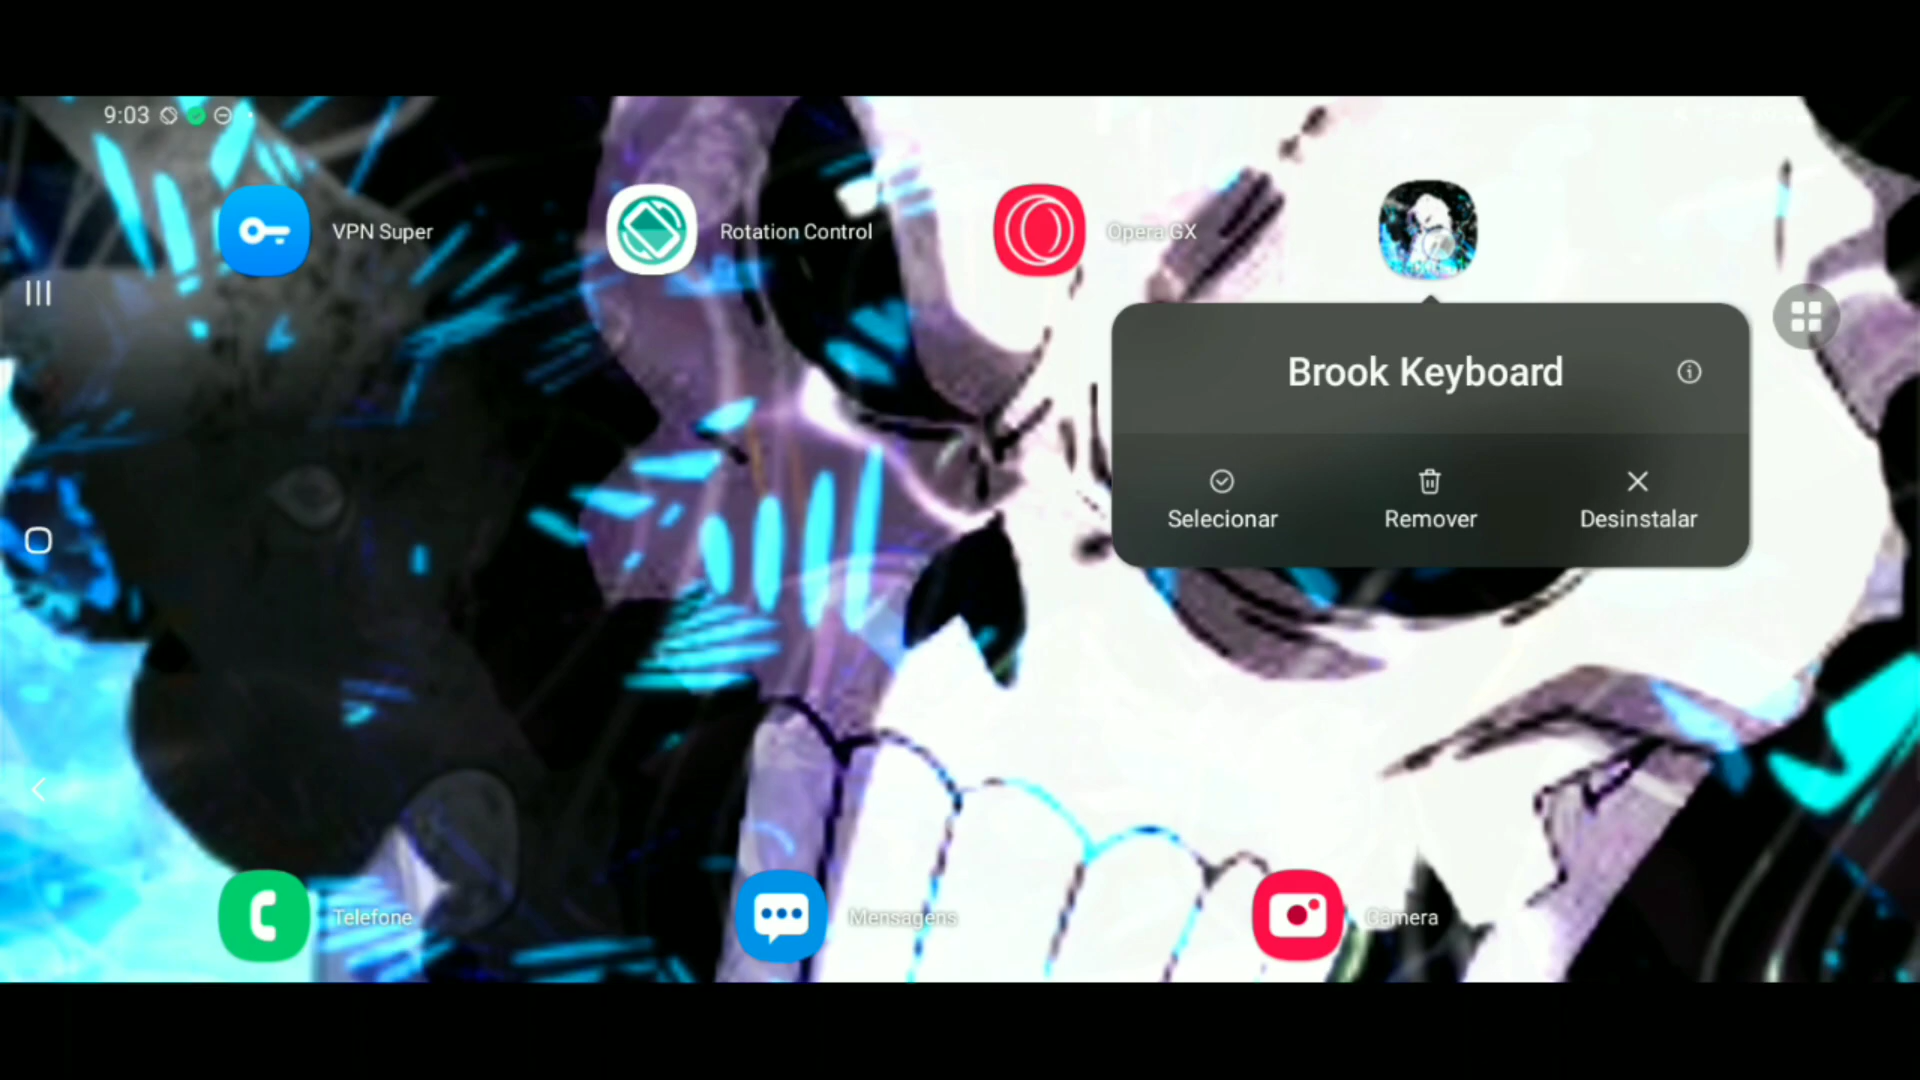 9:03
VPN Super
Rotation Control
Opera GX
Brook Keyboard
Selecionar
Remover
Desinstalar
Telefone
Mensagens
Câmera